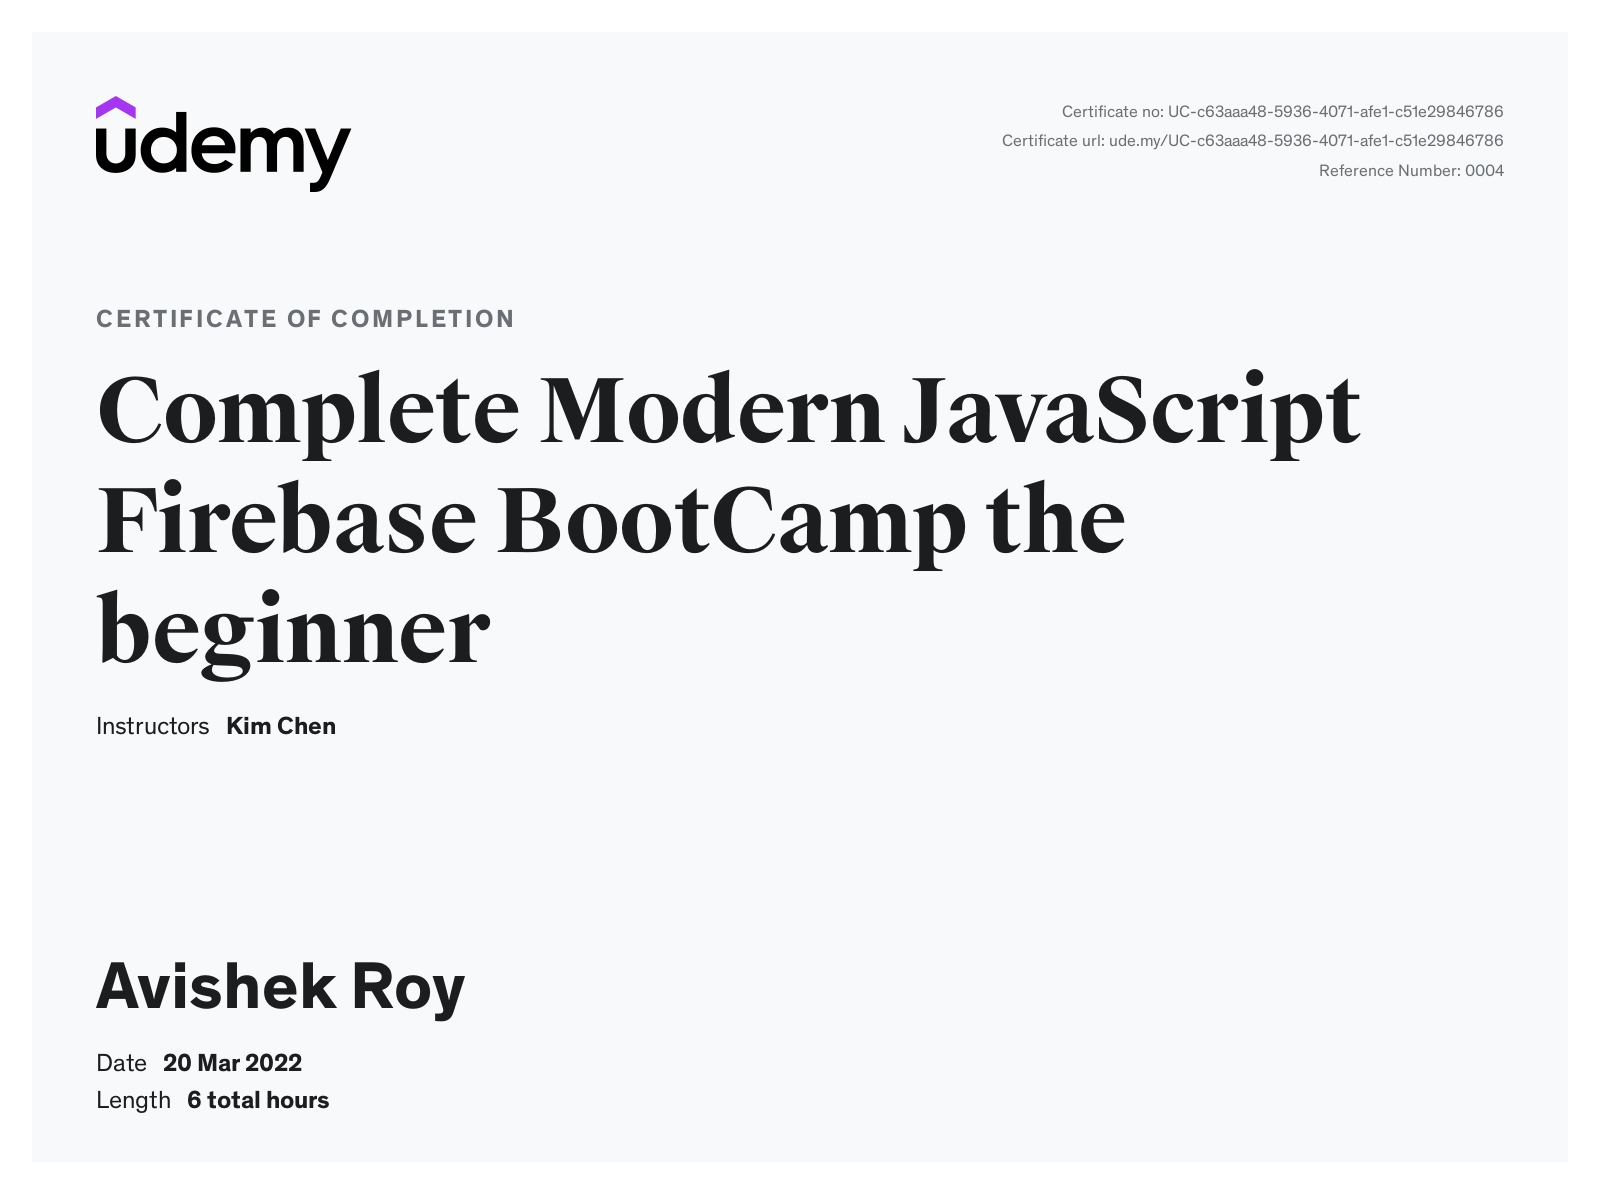 udemy
Certificate no: UC-c63aaa48-5936-4071-afe1-c51e29846786
Certificate url: ude.my/UC-c63aaa48-5936-4071-afe1-c51e29846786
Reference Number: 0004
CERTIFICATE OF COMPLETION
Complete Modern JavaScript
Firebase BootCamp the
beginner
Instructors Kim Chen
Avishek Roy
Date 20 Mar 2022
Length 6 total hours